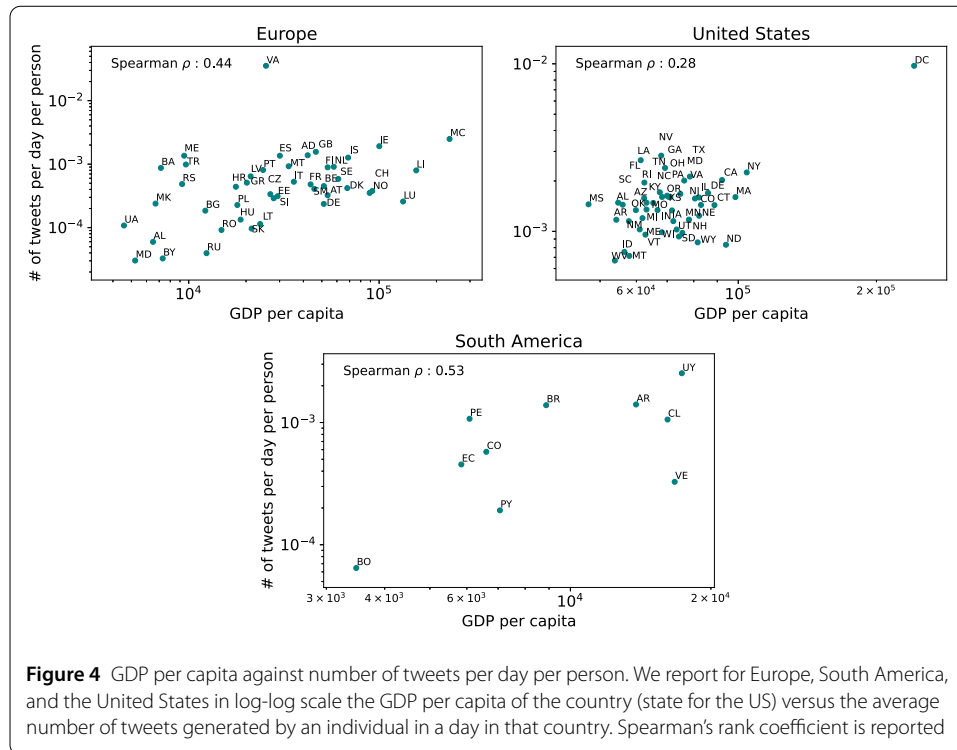 Europe
Spearman ρ : 0.44
# of tweets per day per person
10⁻²
10⁻³
10⁻⁴
10⁴
10⁵
GDP per capita
VA
MC
IE
IS
GB
AD
ES
ME
TR
BA
RS
MK
UA
AL
MD
BY
RU
BG
RO
SK
LT
HU
PL
HR
GR
LV
PT
CZ
EE
SI
MT
IT
FR
SM
FI
NL
BE
AT
DE
SE
DK
CH
NO
LI
LU
United States
Spearman ρ : 0.28
10⁻²
10⁻³
6 × 10⁴
10⁵
2 × 10⁵
GDP per capita
DC
NV
LA
GA
TX
FL
TN
OH
MD
NY
SC
RI
NC
PA
VA
CA
MS
AL
AZ
KY
OR
NJ
IL
DE
MA
OK
MO
KS
CO
CT
AR
MI
IN
IA
MN
NE
NM
ME
WI
UT
NH
ID
VT
SD
WY
ND
WV
MT
South America
Spearman ρ : 0.53
# of tweets per day per person
10⁻³
10⁻⁴
3 × 10³
4 × 10³
6 × 10³
10⁴
2 × 10⁴
GDP per capita
UY
BR
AR
PE
CL
CO
EC
VE
PY
BO
Figure 4 GDP per capita against number of tweets per day per person. We report for Europe, South America,
and the United States in log-log scale the GDP per capita of the country (state for the US) versus the average
number of tweets generated by an individual in a day in that country. Spearman's rank coefficient is reported